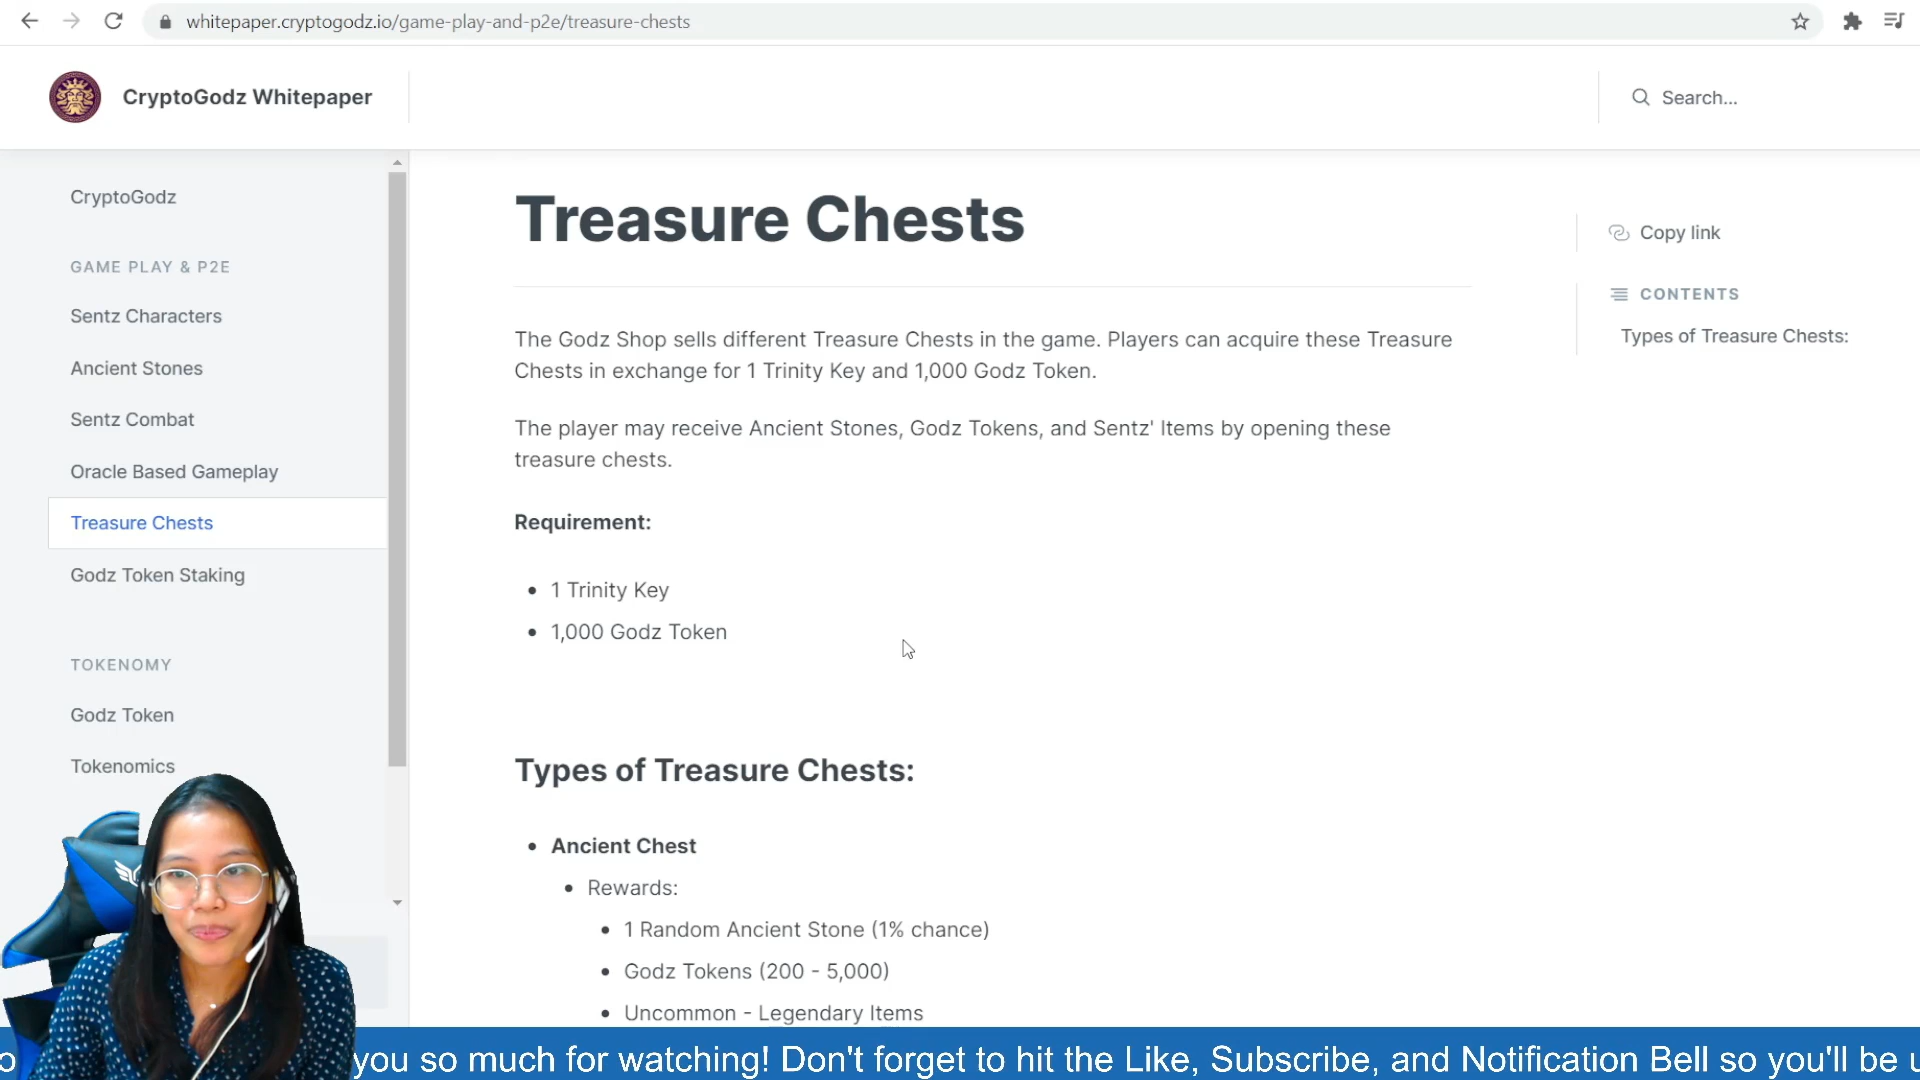 whitepaper.cryptogodz.io/game-play-and-p2e/treasure-chests
CryptoGodz Whitepaper
Search...
CryptoGodz
GAME PLAY & P2E
Sentz Characters
Ancient Stones
Sentz Combat
Oracle Based Gameplay
Treasure Chests
Godz Token Staking
TOKENOMY
Godz Token
Tokenomics
Treasure Chests
The Godz Shop sells different Treasure Chests in the game. Players can acquire these Treasure
Chests in exchange for 1 Trinity Key and 1,000 Godz Token.
The player may receive Ancient Stones, Godz Tokens, and Sentz' Items by opening these
treasure chests.
Requirement:
1 Trinity Key
1,000 Godz Token
Types of Treasure Chests:
Ancient Chest
Rewards:
1 Random Ancient Stone (1% chance)
Godz Tokens (200 - 5,000)
Uncommon - Legendary Items
Copy link
CONTENTS
Types of Treasure Chests:
you so much for watching! Don't forget to hit the Like, Subscribe, and Notification Bell so you'll be